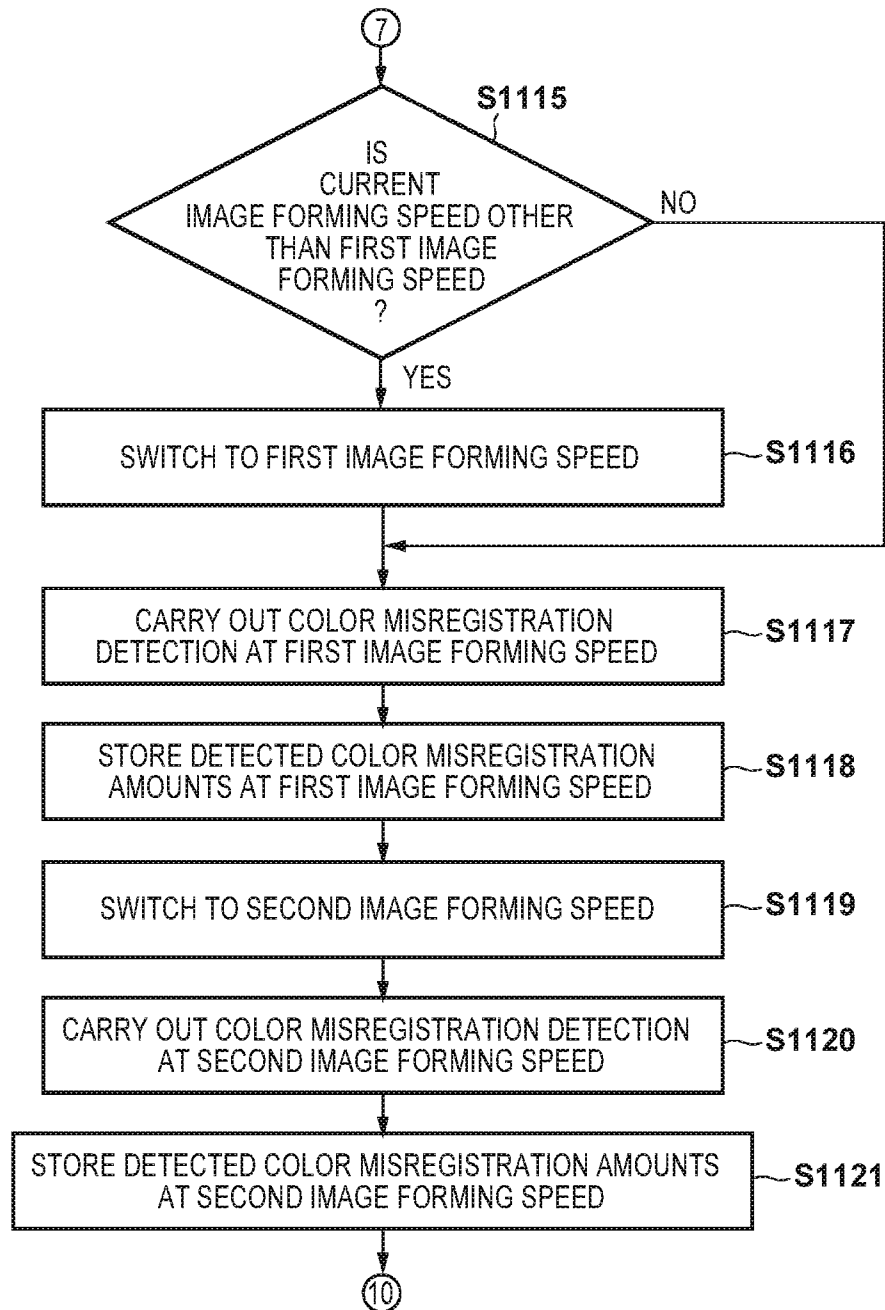 7
S1115
IS
CURRENT
IMAGE FORMING SPEED OTHER
THAN FIRST IMAGE
FORMING SPEED
?
NO
YES
SWITCH TO FIRST IMAGE FORMING SPEED
S1116
CARRY OUT COLOR MISREGISTRATION
DETECTION AT FIRST IMAGE FORMING SPEED
S1117
STORE DETECTED COLOR MISREGISTRATION
AMOUNTS AT FIRST IMAGE FORMING SPEED
S1118
SWITCH TO SECOND IMAGE FORMING SPEED
S1119
CARRY OUT COLOR MISREGISTRATION DETECTION
AT SECOND IMAGE FORMING SPEED
S1120
STORE DETECTED COLOR MISREGISTRATION AMOUNTS
AT SECOND IMAGE FORMING SPEED
S1121
10